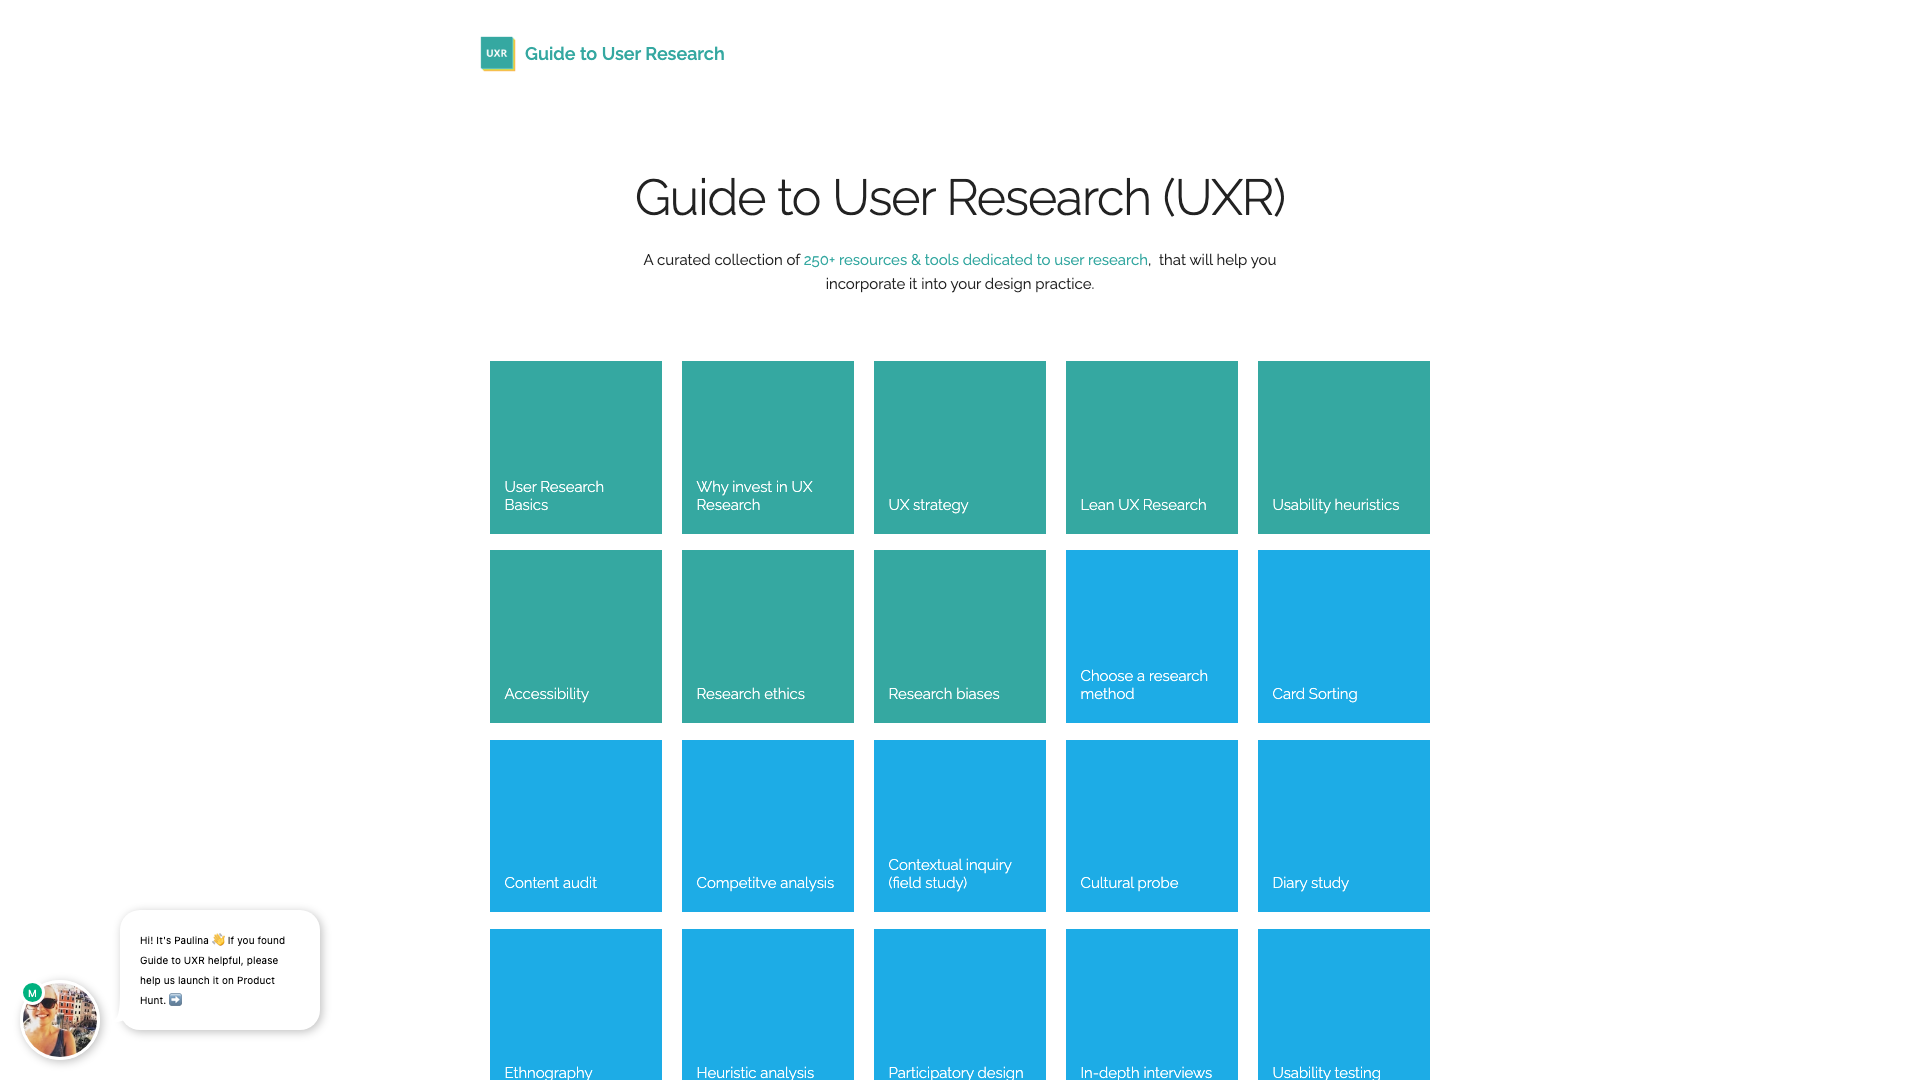 UXR
Guide to User Research
Guide to User Research (UXR)
A curated collection of 250+ resources & tools dedicated to user research, that will help you
incorporate it into your design practice.
User Research
Basics
Why invest in UX
Research
UX strategy
Lean UX Research
Usability heuristics
Accessibility
Research ethics
Research biases
Choose a research
method
Card Sorting
Content audit
Competitve analysis
Contextual inquiry
(field study)
Cultural probe
Diary study
Ethnography
Heuristic analysis
Participatory design
In-depth interviews
Usability testing
Hi! It's Paulina 👋 If you found
Guide to UXR helpful, please
help us launch it on Product
Hunt. ➡️
M